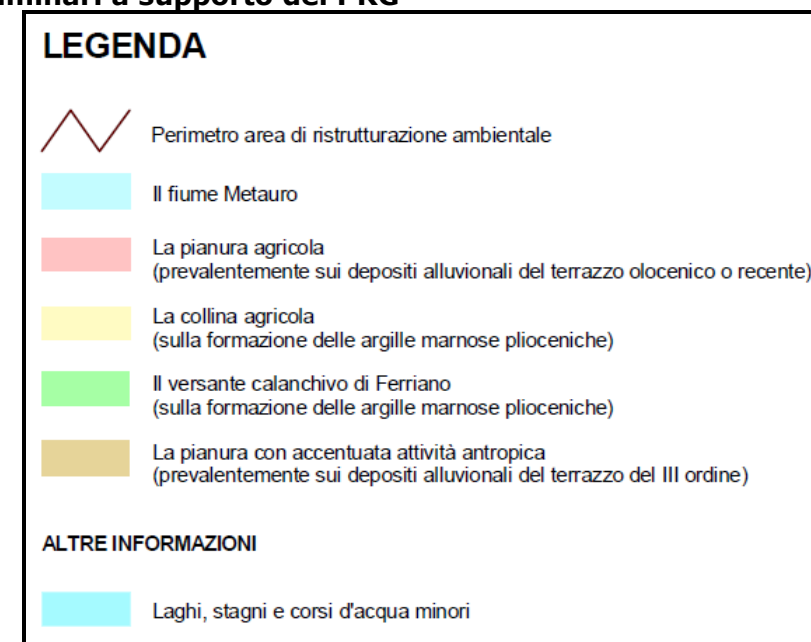 a supporto del PRG
LEGENDA
Perimetro area di ristrutturazione ambientale
Il fiume Metauro
La pianura agricola
(prevalentemente sui depositi alluvionali del terrazzo olocenico o recente)
La collina agricola
(sulla formazione delle argille marnose plioceniche)
Il versante calanchivo di Ferriano
(sulla formazione delle argille marnose plioceniche)
La pianura con accentuata attività antropica
(prevalentemente sui depositi alluvionali del terrazzo del III ordine)
ALTRE INFORMAZIONI
Laghi, stagni e corsi d'acqua minori